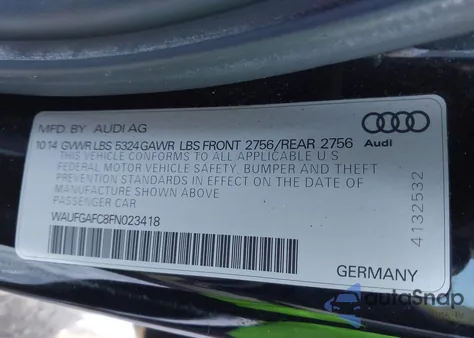 MFD. BY AUDI AG
10 14 GVWR LBS 5324 GAWR LBS FRONT 2756/REAR 2756
THIS VEHICLE CONFORMS TO ALL APPLICABLE U S
FEDERAL MOTOR VEHICLE SAFETY, BUMPER AND THEFT
PREVENTION STANDARDS IN EFFECT ON THE DATE OF
MANUFACTURE SHOWN ABOVE.
PASSENGER CAR
WAUFGAFC8FN023418
Audi
4132532
GERMANY
autoSnap